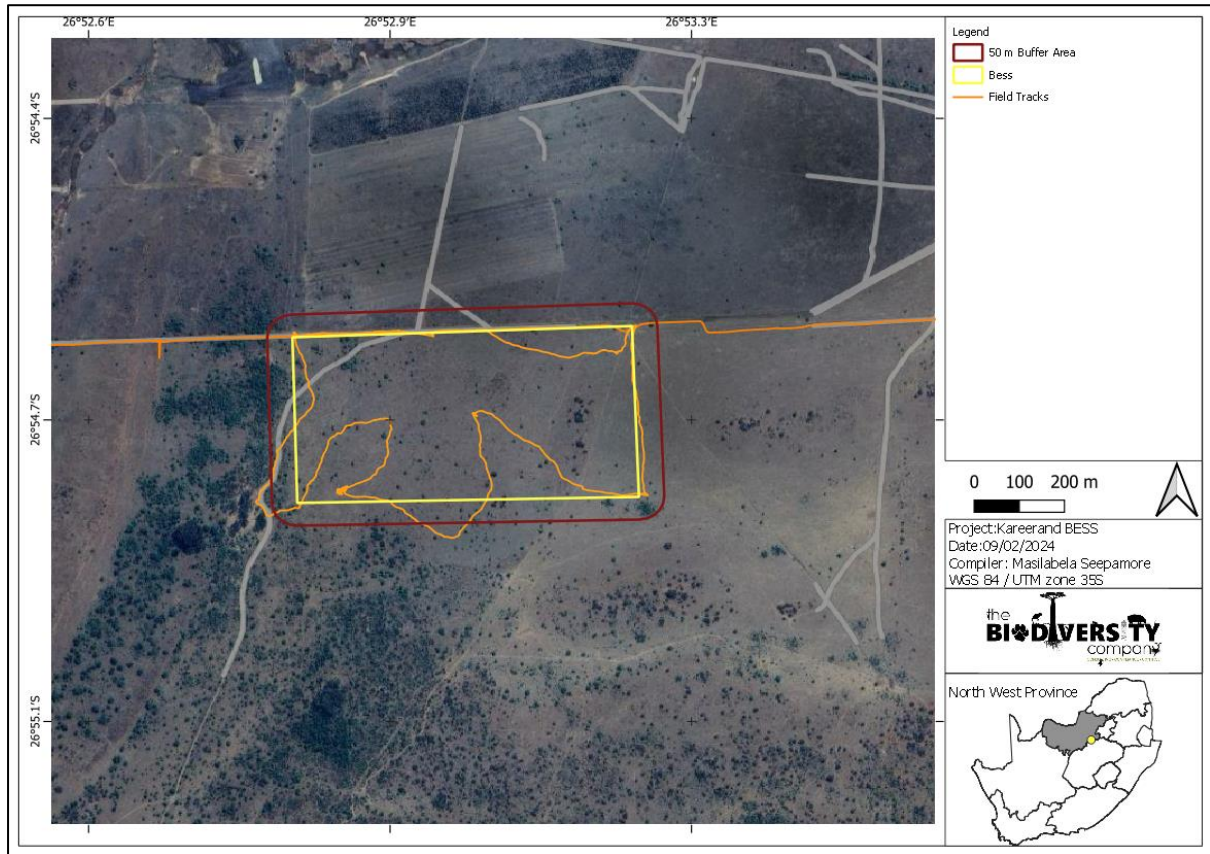 26°52.6'E 26°52.9'E 26°53.3'E
26°54.4'S
26°54.7'S
26°55.1'S
Legend
50 m Buffer Area
Bess
Field Tracks
0 100 200 m
Project:Kareerand BESS
Date:09/02/2024
Compiler: Masilabela Seepamore
WGS 84 / UTM zone 35S
the
BIODIVERSITY
company
North West Province